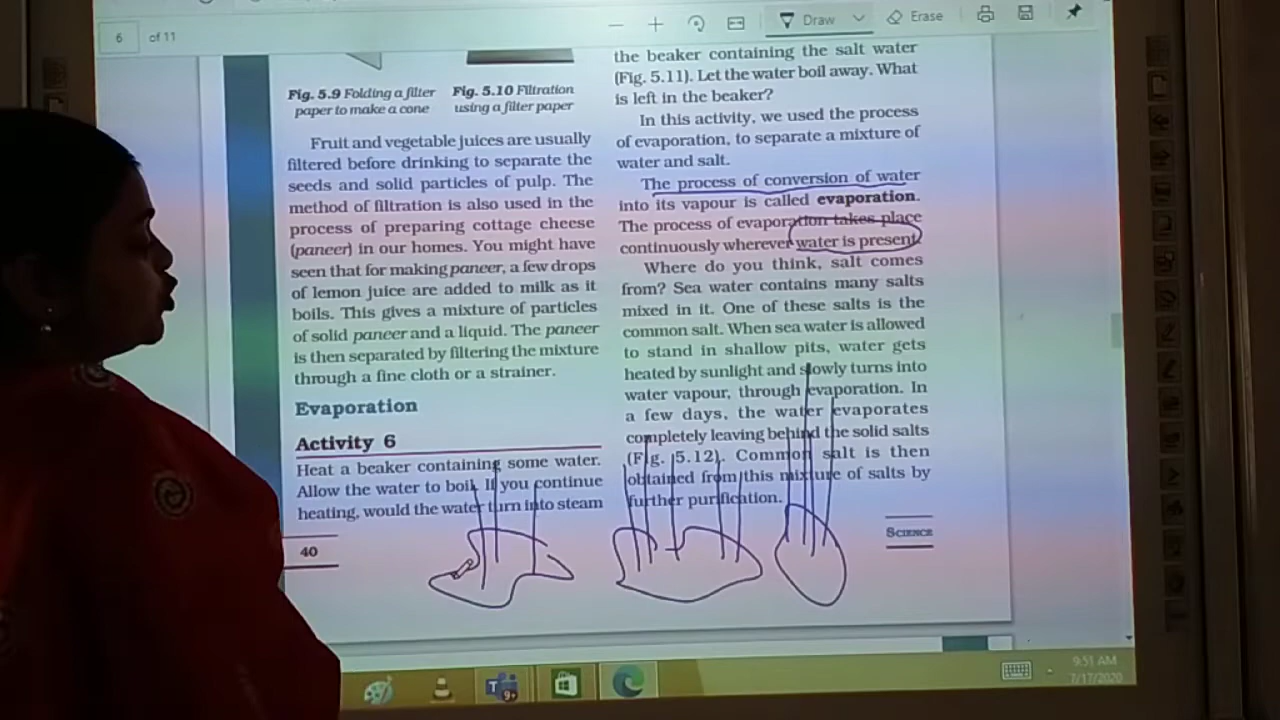 6 of 11
Draw
Erase
Fig. 5.9 Folding a filter
paper to make a cone
Fig. 5.10 Filtration
using a filter paper
Fruit and vegetable juices are usually
filtered before drinking to separate the
seeds and solid particles of pulp. The
method of filtration is also used in the
process of preparing cottage cheese
(paneer) in our homes. You might have
seen that for making paneer, a few drops
of lemon juice are added to milk as it
boils. This gives a mixture of particles
of solid paneer and a liquid. The paneer
is then separated by filtering the mixture
through a fine cloth or a strainer.
Evaporation
Activity 6
Heat a beaker containing some water.
Allow the water to boil. If you continue
heating, would the water turn into steam
40
the beaker containing the salt water
(Fig. 5.11). Let the water boil away. What
is left in the beaker?
In this activity, we used the process
of evaporation, to separate a mixture of
water and salt.
The process of conversion of water
into its vapour is called evaporation.
The process of evaporation takes place
continuously wherever water is present.
Where do you think, salt comes
from? Sea water contains many salts
mixed in it. One of these salts is the
common salt. When sea water is allowed
to stand in shallow pits, water gets
heated by sunlight and slowly turns into
water vapour, through evaporation. In
a few days, the water evaporates
completely leaving behind the solid salts
(Fig. 5.12). Common salt is then
obtained from this mixture of salts by
further purification.
SCIENCE
9+
9:51 AM
7/17/2020